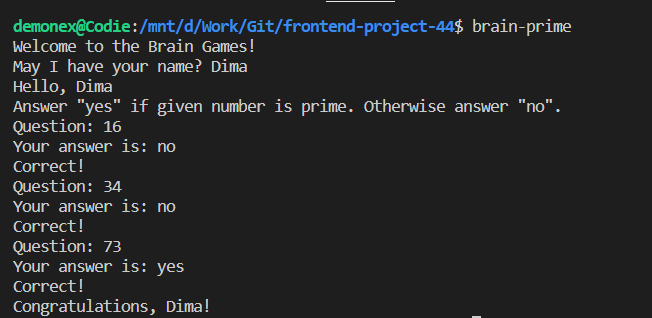 demonex@Codie:/mnt/d/Work/Git/frontend-project-44$ brain-prime
Welcome to the Brain Games!
May I have your name? Dima
Hello, Dima
Answer "yes" if given number is prime. Otherwise answer "no".
Question: 16
Your answer is: no
Correct!
Question: 34
Your answer is: no
Correct!
Question: 73
Your answer is: yes
Correct!
Congratulations, Dima!